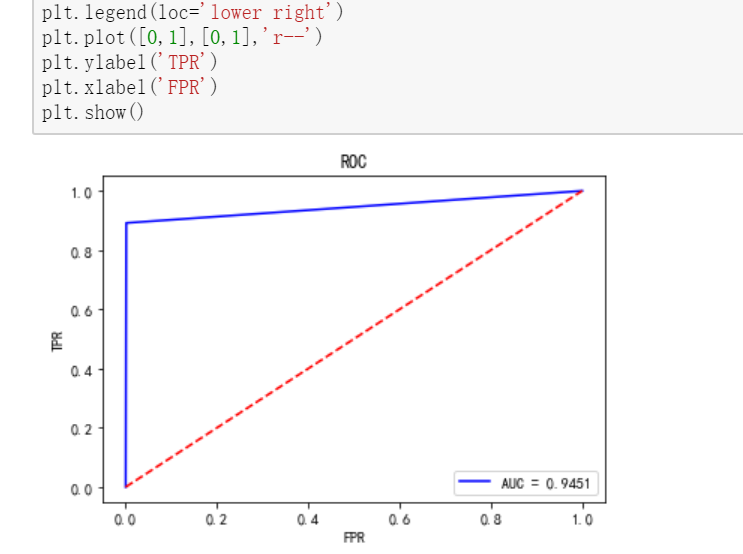 plt.legend(loc='lower right')
plt.plot([0,1],[0,1],'r--')
plt.ylabel('TPR')
plt.xlabel('FPR')
plt.show()
ROC
1.0
0.8
0.6
0.4
0.2
0.0
TPR
AUC = 0.9451
0.0 0.2 0.4 0.6 0.8 1.0
FPR